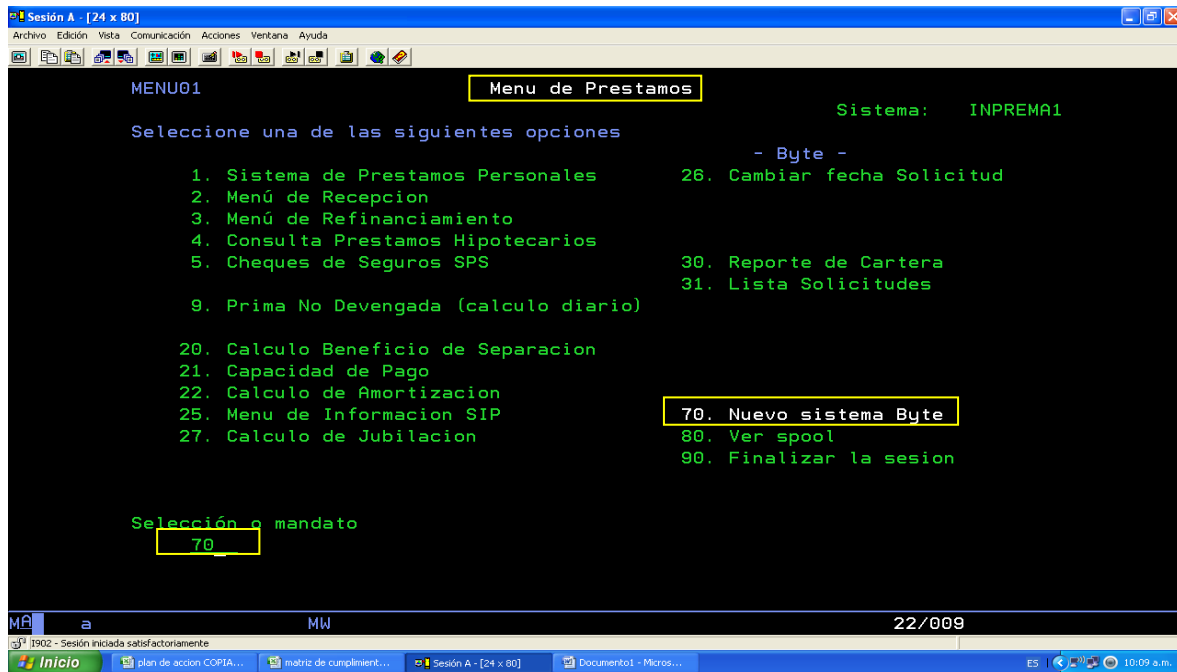 Sesión A - [24 x 80]
Archivo Edición Vista Comunicación Acciones Ventana Ayuda
MENU01 Menu de Prestamos
Sistema: INPREMA1
Seleccione una de las siguientes opciones
- Byte -
1. Sistema de Prestamos Personales 26. Cambiar fecha Solicitud
2. Menú de Recepcion
3. Menú de Refinanciamiento
4. Consulta Prestamos Hipotecarios
5. Cheques de Seguros SPS 30. Reporte de Cartera
31. Lista Solicitudes
9. Prima No Devengada (calculo diario)
20. Calculo Beneficio de Separacion
21. Capacidad de Pago
22. Calculo de Amortizacion
25. Menu de Informacion SIP 70. Nuevo sistema Byte
27. Calculo de Jubilacion 80. Ver spool
90. Finalizar la sesion
Selección o mandato
70
MA a MW 22/009
I902 - Sesión iniciada satisfactoriamente
Inicio plan de accion COPIA... matriz de cumplimient... Sesión A - [24 x 80] Documento1 - Micros... ES 10:09 a.m.